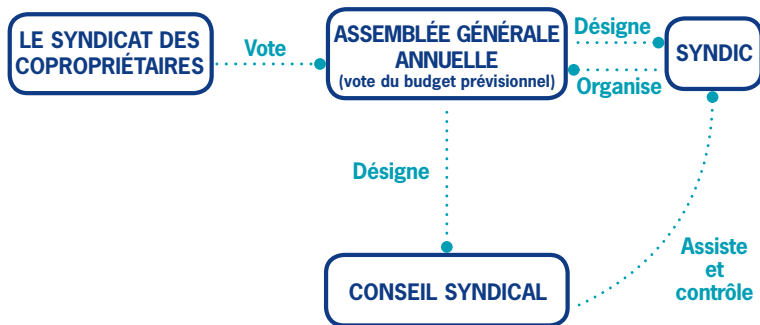 LE SYNDICAT DES
COPROPRIÉTAIRES
Vote
ASSEMBLÉE GÉNÉRALE
ANNUELLE
(vote du budget prévisionnel)
Désigne
Organise
SYNDIC
Désigne
CONSEIL SYNDICAL
Assiste
et
contrôle